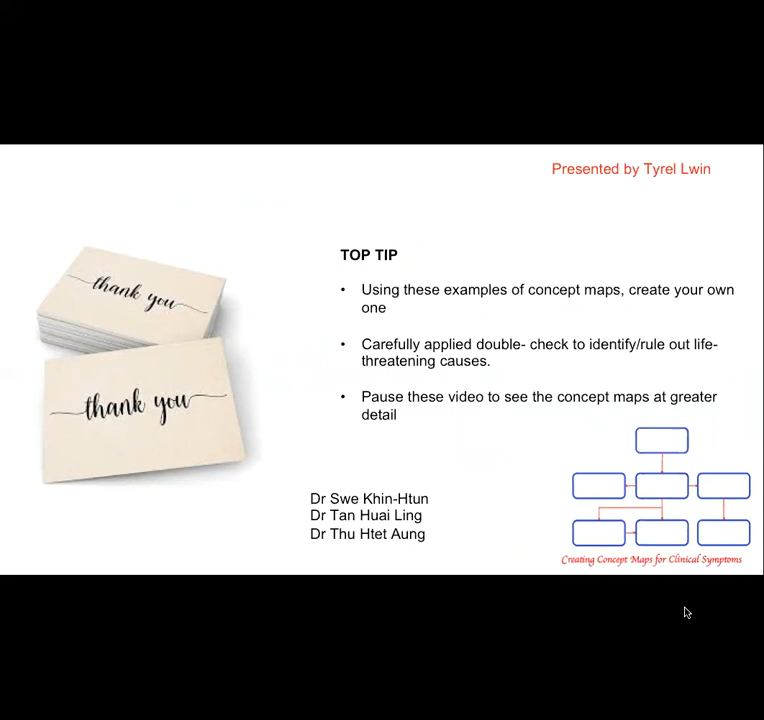 Presented by Tyrel Lwin
thank you
thank you
TOP TIP
• Using these examples of concept maps, create your own
one
• Carefully applied double- check to identify/rule out life-
threatening causes.
• Pause these video to see the concept maps at greater
detail
Dr Swe Khin-Htun
Dr Tan Huai Ling
Dr Thu Htet Aung
Creating Concept Maps for Clinical Symptoms